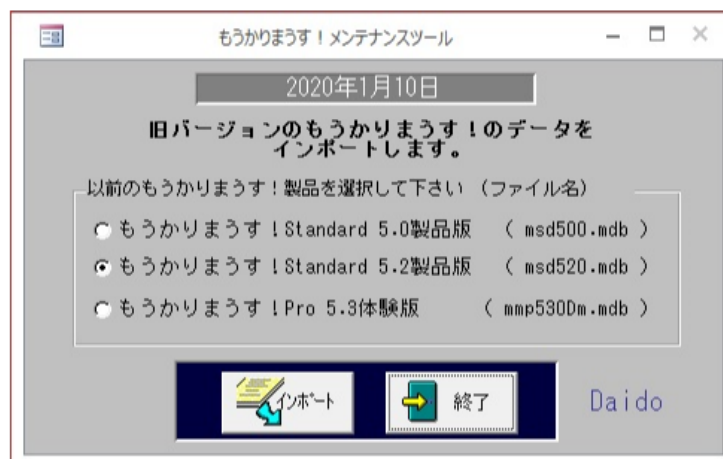 もうかりまうす！メンテナンスツール
2020年1月10日
旧バージョンのもうかりまうす！のデータを
インポートします。
以前のもうかりまうす！製品を選択して下さい （ファイル名）
もうかりまうす！Standard 5.0製品版 （ msd500.mdb ）
もうかりまうす！Standard 5.2製品版 （ msd520.mdb ）
もうかりまうす！Pro 5.3体験版 （ mmp530Dm.mdb ）
インポート
終了
Daido